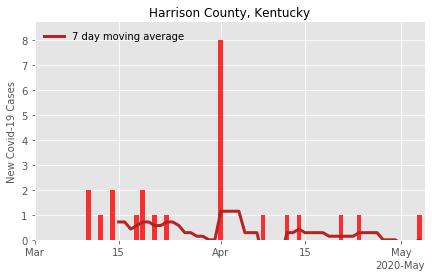 Harrison County, Kentucky
7 day moving average
New Covid-19 Cases
8
7
6
5
4
3
2
1
0
Mar 15 Apr 15 May
2020-May